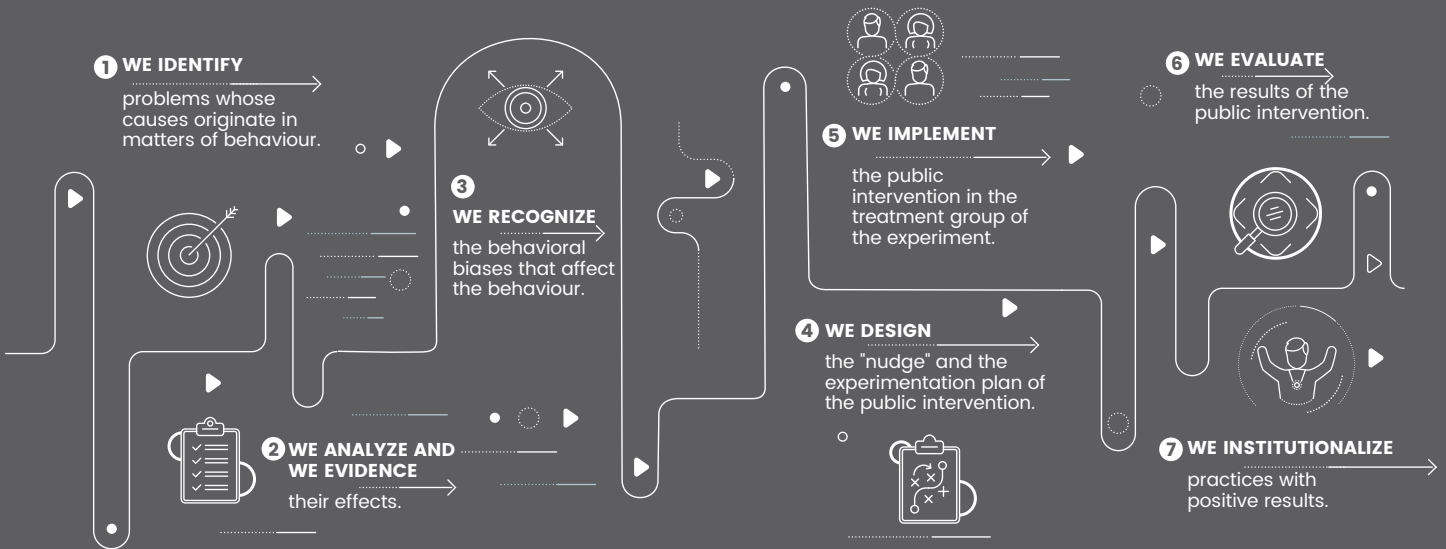 1 WE IDENTIFY
problems whose
causes originate in
matters of behaviour.
2 WE ANALYZE AND
WE EVIDENCE
their effects.
3
WE RECOGNIZE
the behavioral
biases that affect
the behaviour.
4 WE DESIGN
the "nudge" and the
experimentation plan of
the public intervention.
5 WE IMPLEMENT
the public
intervention in the
treatment group of
the experiment.
6 WE EVALUATE
the results of the
public intervention.
7 WE INSTITUTIONALIZE
practices with
positive results.